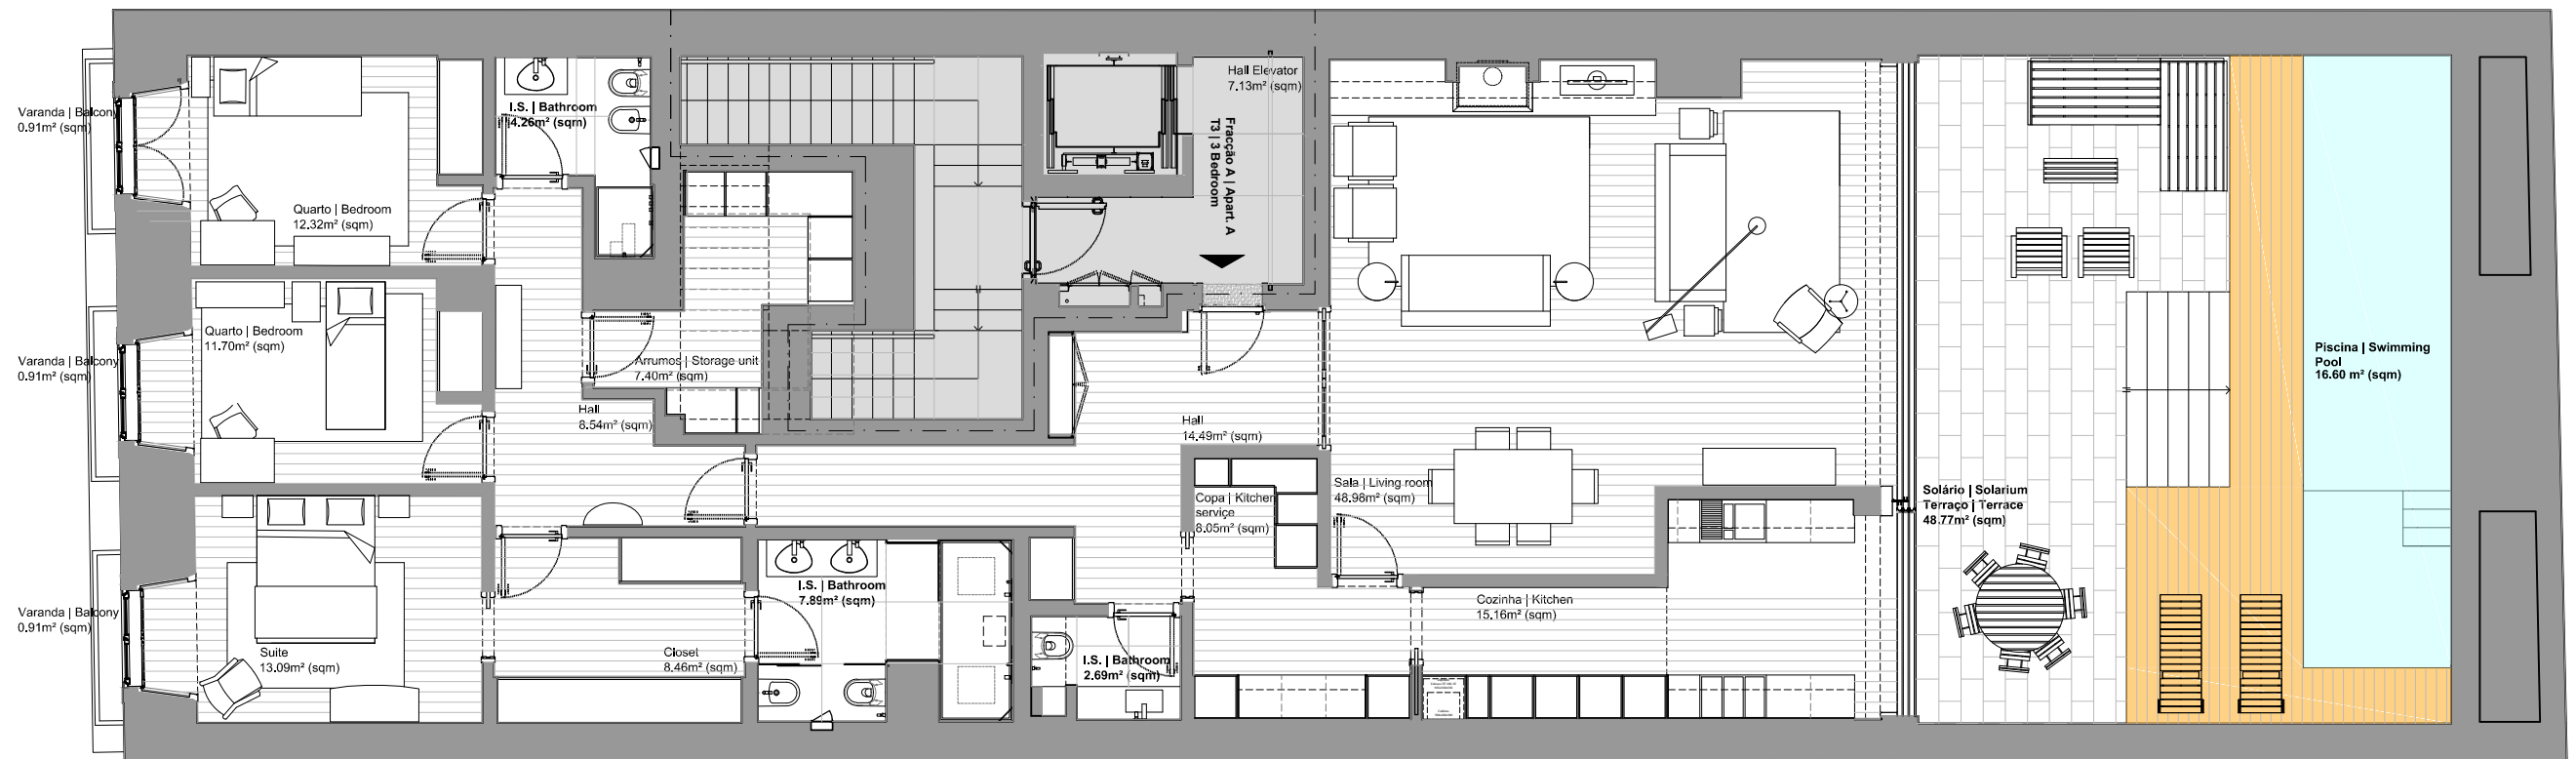 Varanda | Balcony
0.91m² (sqm)
Quarto | Bedroom
12.32m² (sqm)
I.S. | Bathroom
4.26m² (sqm)
Hall Elevator
7.13m² (sqm)
Fracção A | Apart. A
T3 | 3 Bedroom
Varanda | Balcony
0.91m² (sqm)
Quarto | Bedroom
11.70m² (sqm)
Arrumos | Storage unit
7.40m² (sqm)
Hall
8.54m² (sqm)
Hall
14.49m² (sqm)
Piscina | Swimming
Pool
16.60 m² (sqm)
Copa | Kitchen
serviçe
8.05m² (sqm)
Sala | Living room
48.98m² (sqm)
Solário | Solarium
Terraço | Terrace
48.77m² (sqm)
Varanda | Balcony
0.91m² (sqm)
Suite
13.09m² (sqm)
Closet
8.46m² (sqm)
I.S. | Bathroom
7.89m² (sqm)
I.S. | Bathroom
2.69m² (sqm)
Cozinha | Kitchen
15.16m² (sqm)